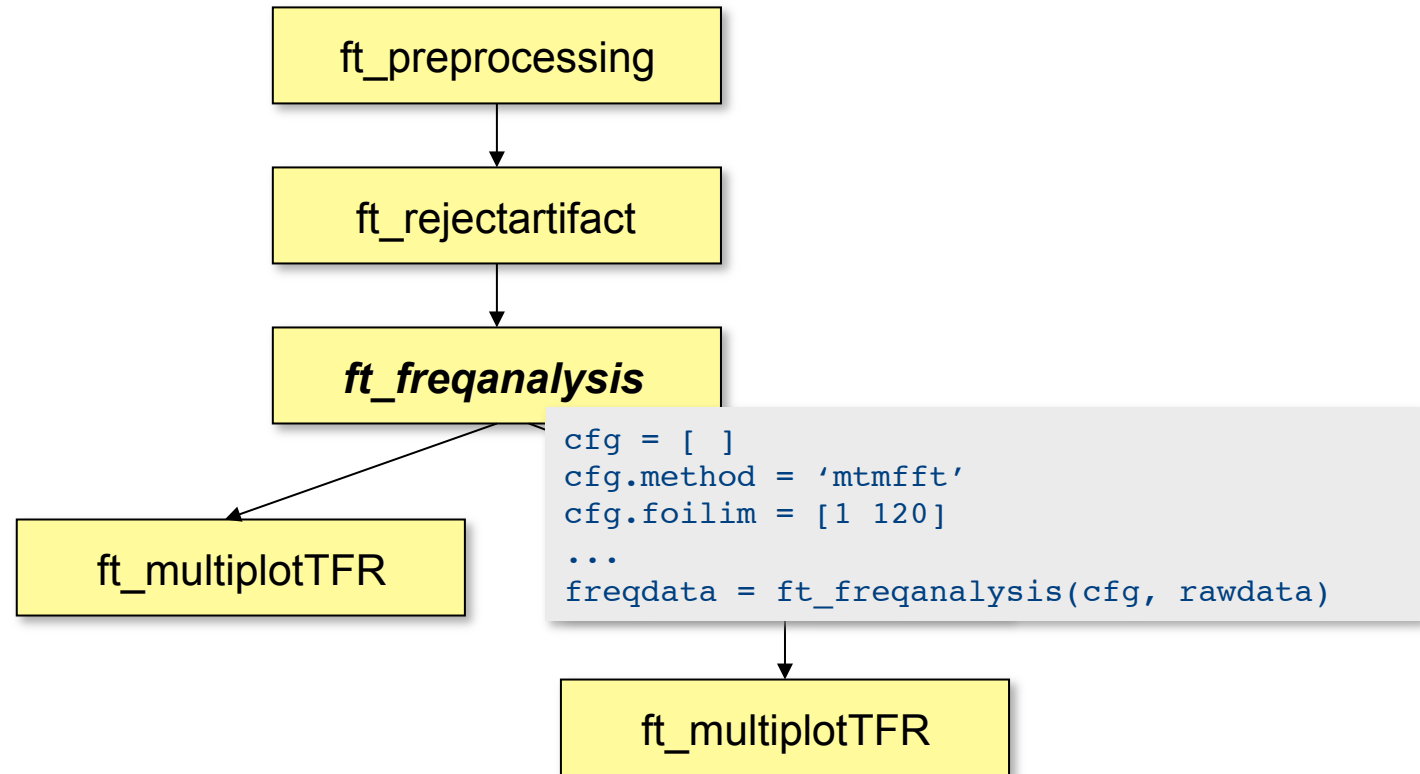 ft_preprocessing
ft_rejectartifact
ft_freqanalysis
cfg = [ ]
cfg.method = ‘mtmfft’
cfg.foilim = [1 120]
...
freqdata = ft_freqanalysis(cfg, rawdata)
ft_multiplotTFR
ft_multiplotTFR